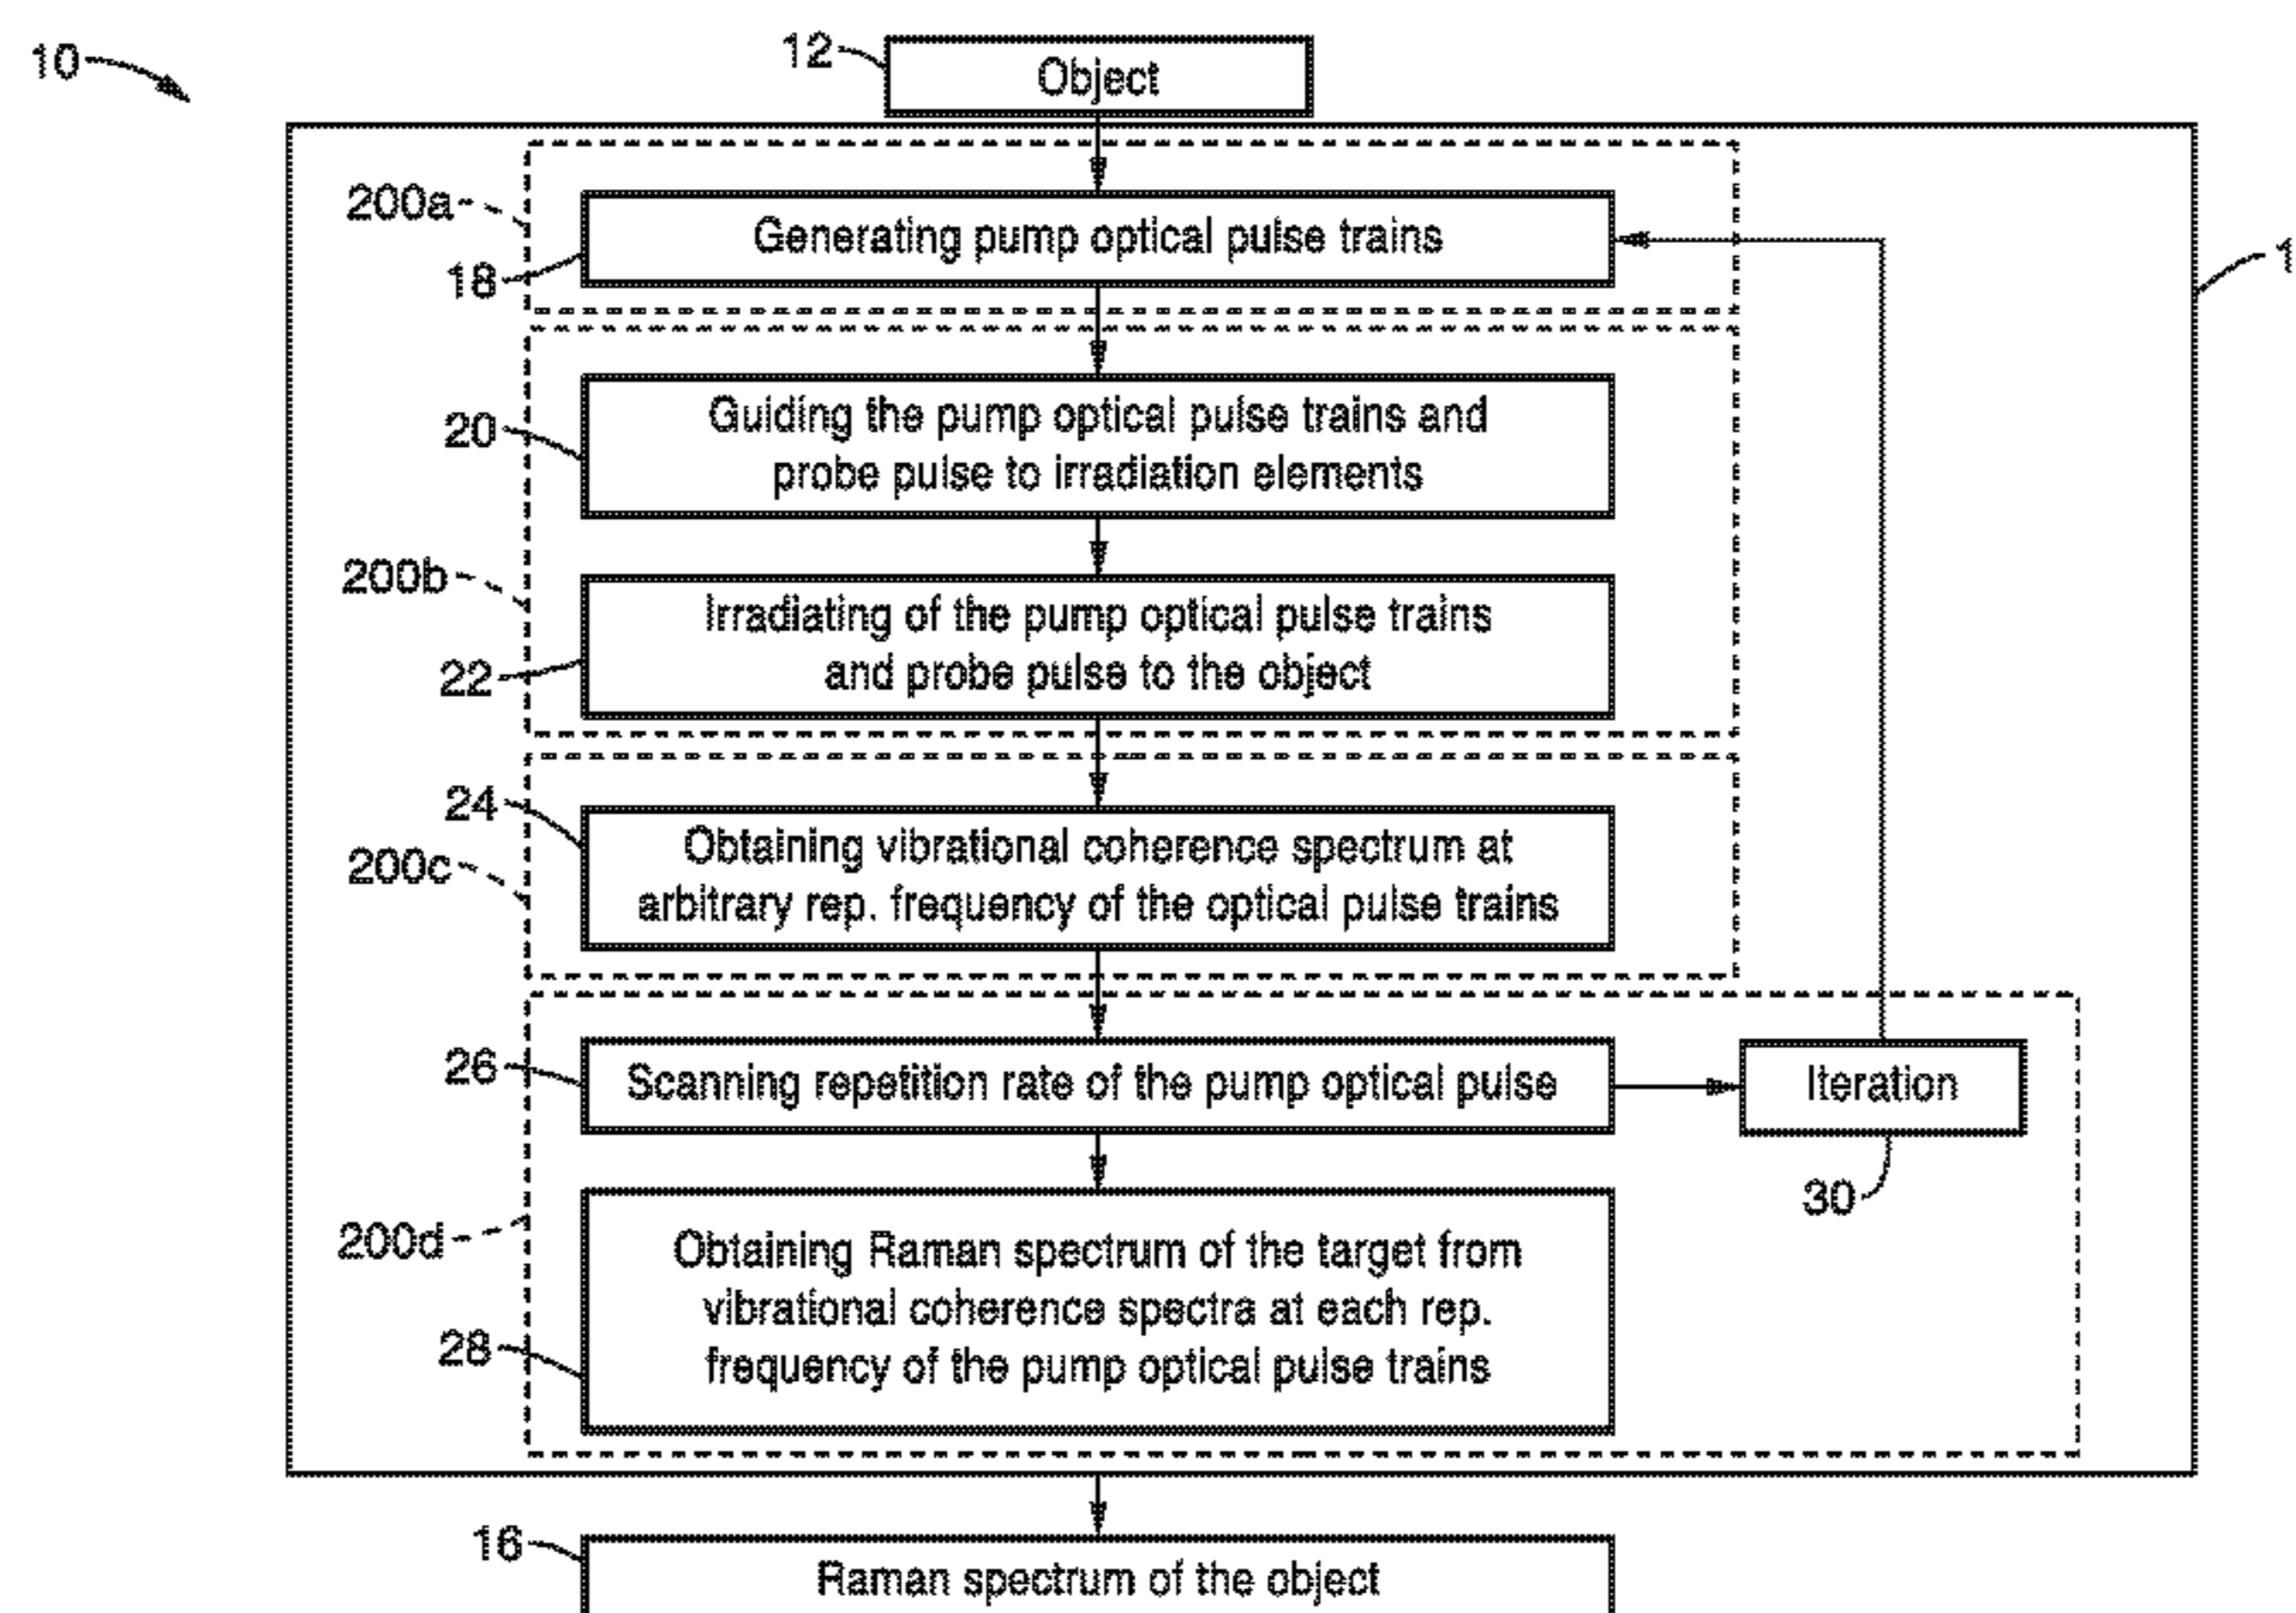 10
12
Object
200a
18
Generating pump optical pulse trains
1
20
Guiding the pump optical pulse trains and
probe pulse to irradiation elements
200b
22
Irradiating of the pump optical pulse trains
and probe pulse to the object
24
200c
Obtaining vibrational coherence spectrum at
arbitrary rep. frequency of the optical pulse trains
26
Scanning repetition rate of the pump optical pulse
Iteration
30
200d
28
Obtaining Raman spectrum of the target from
vibrational coherence spectra at each rep.
frequency of the pump optical pulse trains
16
Raman spectrum of the object